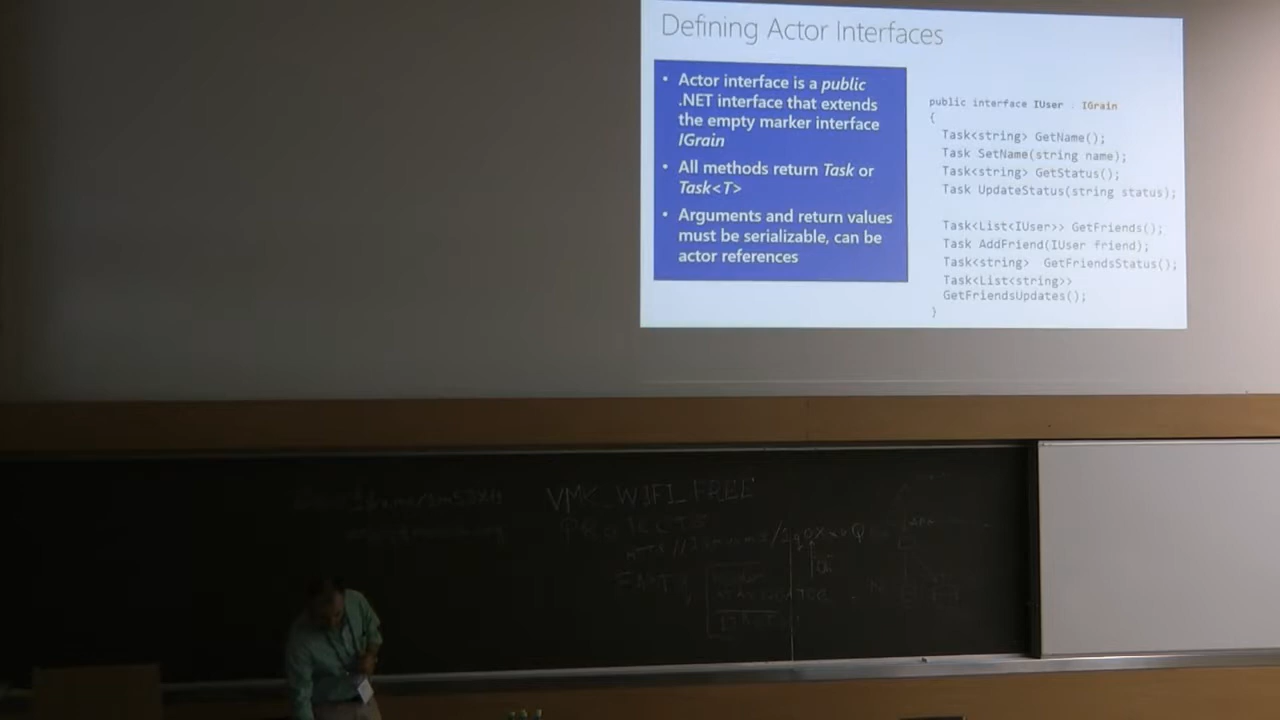 Defining Actor Interfaces
• Actor interface is a public
.NET interface that extends
the empty marker interface
IGrain
• All methods return Task or
Task<T>
• Arguments and return values
must be serializable, can be
actor references
public interface IUser : IGrain
{
Task<string> GetName();
Task SetName(string name);
Task<string> GetStatus();
Task UpdateStatus(string status);
Task<List<IUser>> GetFriends();
Task AddFriend(IUser friend);
Task<string> GetFriendsStatus();
Task<List<string>>
GetFriendsUpdates();
}
VMK_WIFI_FREE